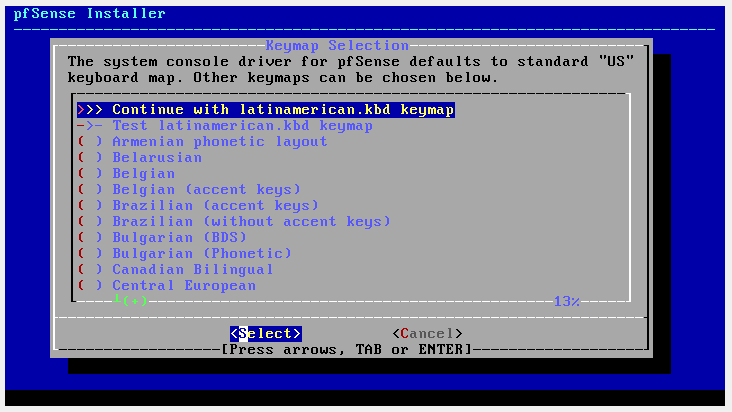 pfSense Installer
Keymap Selection
The system console driver for pfSense defaults to standard "US"
keyboard map. Other keymaps can be chosen below.
>>> Continue with latinamerican.kbd keymap
->- Test latinamerican.kbd keymap
( ) Armenian phonetic layout
( ) Belarusian
( ) Belgian
( ) Belgian (accent keys)
( ) Brazilian (accent keys)
( ) Brazilian (without accent keys)
( ) Bulgarian (BDS)
( ) Bulgarian (Phonetic)
( ) Canadian Bilingual
( ) Central European
└(+) 13%
<Select> <Cancel>
[Press arrows, TAB or ENTER]